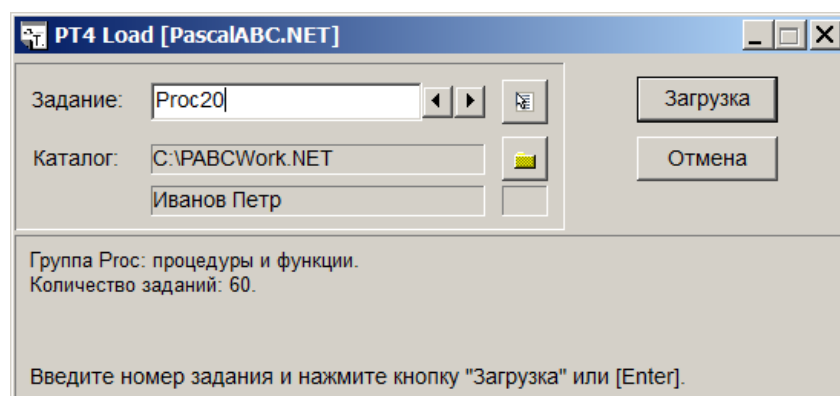 PT4 Load [PascalABC.NET]
Задание: Proc20 Загрузка
Каталог: C:\PABCWork.NET Отмена
Иванов Петр
Группа Proc: процедуры и функции.
Количество заданий: 60.
Введите номер задания и нажмите кнопку "Загрузка" или [Enter].